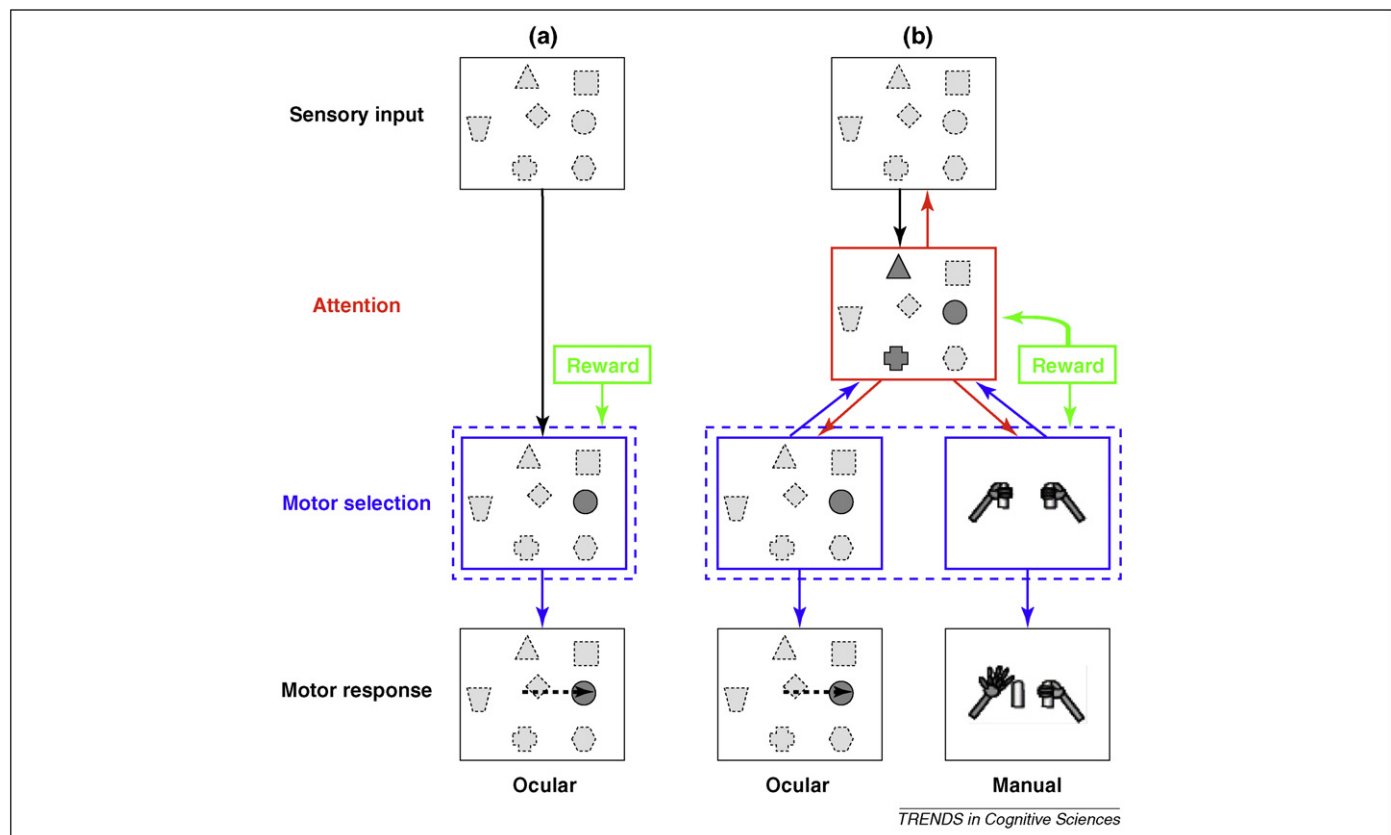 (a)
(b)
Sensory input
Attention
Reward
Reward
Motor selection
Motor response
Ocular
Ocular
Manual
TRENDS in Cognitive Sciences